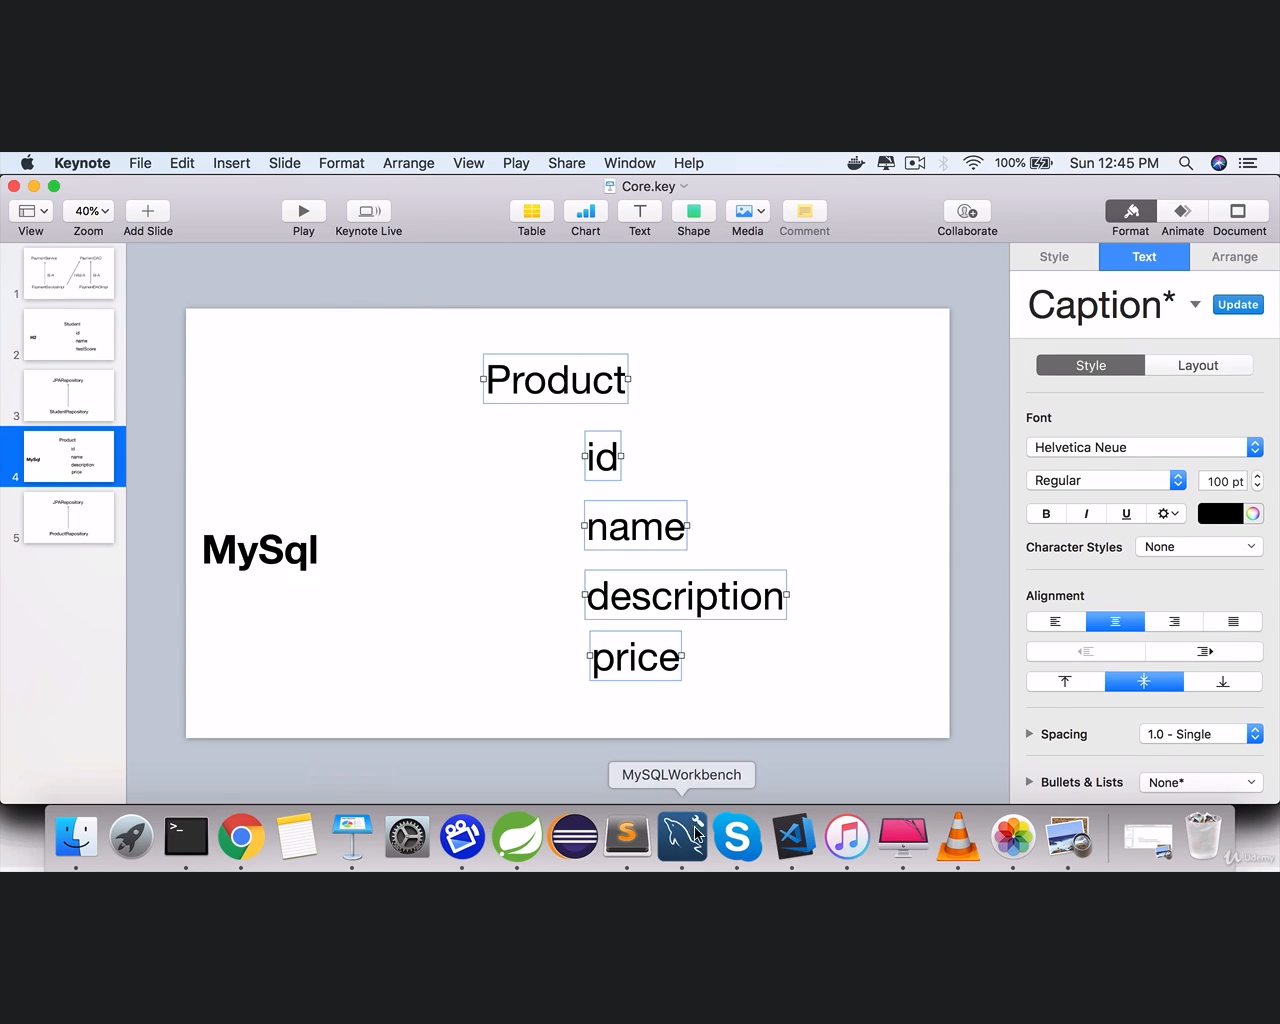 Keynote File Edit Insert Slide Format Arrange View Play Share Window Help 100% Sun 12:45 PM
Core.key
40%
View Zoom Add Slide Play Keynote Live Table Chart Text Shape Media Comment Collaborate Format Animate Document
Style Text Arrange
Caption* Update
Style Layout
Font
Helvetica Neue
Regular 100 pt
B I U
Character Styles None
Alignment
Spacing 1.0 - Single
Bullets & Lists None*
1
2
H2
Student
id
name
testScore
3
JPARepository
StudentRepository
4
Product
id
MySql
name
description
price
5
JPARepository
ProductRepository
Product
id
name
MySql
description
price
MySQLWorkbench
Udemy